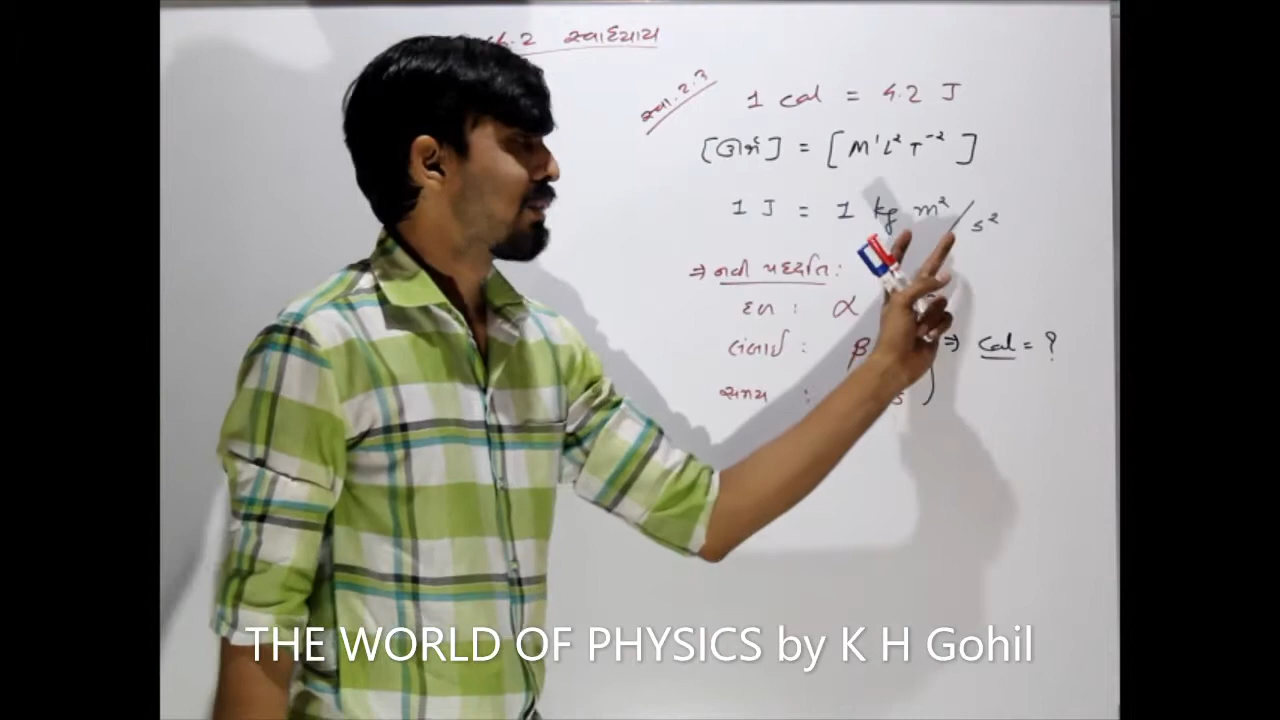 2 સ્વાધ્યાય
સ્વા. 2.3
1 cal = 4.2 J
[ઊર્જા] = [M¹L²T⁻²]
1 J = 1 kg m²/s²
⇒ નવી પદ્ધતિ :
દળ : α
લંબાઈ : β
⇒ cal = ?
સમય :
THE WORLD OF PHYSICS by K H Gohil